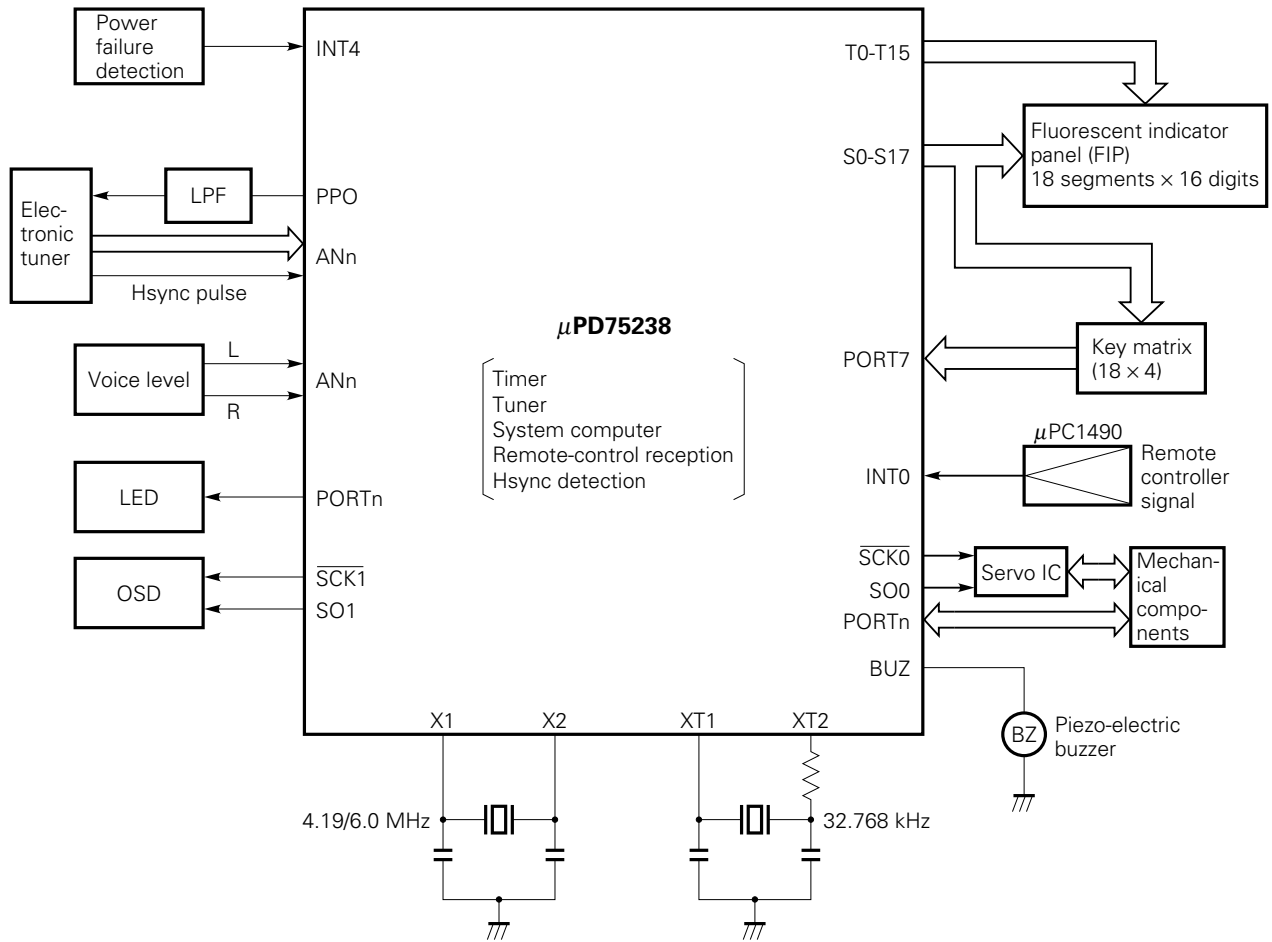 Power
failure
detection
INT4
T0-T15
Fluorescent indicator
panel (FIP)
18 segments × 16 digits
S0-S17
LPF
PPO
Elec-
tronic
tuner
ANn
Hsync pulse
μPD75238
Timer
Tuner
System computer
Remote-control reception
Hsync detection
Voice level
L
R
ANn
PORT7
Key matrix
(18 × 4)
μPC1490
INT0
Remote
controller
signal
LED
PORTn
OSD
SCK1
SO1
SCK0
SO0
PORTn
Servo IC
Mechan-
ical
compo-
nents
BUZ
BZ
Piezo-electric
buzzer
X1
X2
XT1
XT2
4.19/6.0 MHz
32.768 kHz